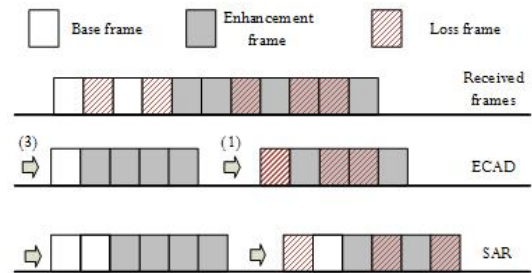 Base frame
Enhancement
frame
Loss frame
Received
frames
(3)
(1)
ECAD
SAR